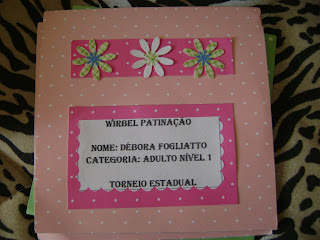 WIRBEL PATINAÇÃO
NOME: DÉBORA FOGLIATTO
CATEGORIA: ADULTO NÍVEL 1
TORNEIO ESTADUAL